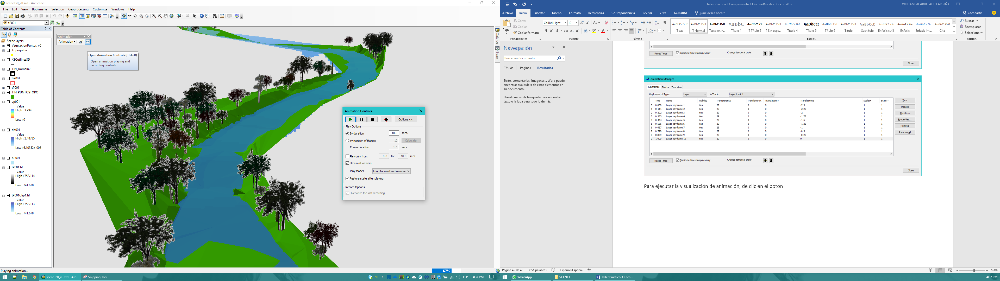 scene150_v0.sxd - ArcScene
File Edit View Bookmarks Selection Geoprocessing Customize Windows Help
tP001
Table of Contents
Scene layers
VegetacionPuntos_v0
Topografia
XSCutlines3D
TIN_Domain2
bP001
tP001
TIN_PUNTOSTOPO
vp001
Value
High : 3.994
Low : 0
dp001
Value
High : 2.48785
Low : 6.10352e-005
bP001
tP001.tif
Value
High : 758.114
Low : 741.678
tP001Clip1.tif
Value
High : 758.113
Low : 741.678
Animation
Animation
Open Animation Controls (Ctrl+R)
Open animation playing and
recording controls.
Catalog
Search
Animation Controls
Options <<
Play Options
By duration 10.0 secs.
By number of frames 10 Calculate
Frame duration: 1.0 secs.
Play only from: 0.0 to: 10.0 secs.
Play in all viewers
Play mode: Loop forward and reverse
Restore state after playing
Record Options
Overwrite the last recording
Playing animation...
67%
scene150_v0.sxd - Arc... Snipping Tool
40
ESP 4:37 PM
Taller Práctico 3 Complemento 1 HecGeoRas v6.5.docx - Word
WILLIAM RICARDO AGUILAR PIÑA
Archivo Inicio Insertar Diseño Formato Referencias Correspondencia Revisar Vista ACROBAT ¿Qué desea hacer? Compartir
Pegar
Cortar
Copiar
Copiar formato
Portapapeles
Calibri Light 10
N K S abc
Fuente
Párrafo
¶ aaa ¶ Normal Texto en n... Título 1 ¶ Título 2 ¶ Sin espa... Título 4 Título 5 Título 6 Título Subtítulo Énfasis sutil Énfasis Énfasis int... Cita
Estilos
Buscar
Reemplazar
Seleccionar
Edición
Navegación
Buscar en documento
Títulos Páginas Resultados
Texto, comentarios, imágenes... Word puede
encontrar cualquiera de estos elementos en
su documento.
Use el cuadro de búsqueda para encontrar
texto o la lupa para todo lo demás.
Reset Times Distribute time stamps evenly Change temporal order:
Close
Animation Manager
Keyframes Tracks Time View
Keyframes of Type: Layer In Track: Layer track 1
Time Name Visibility Transparency Translation:X Translation:Y Translation:Z Scale:X Scale:Y
0 0.000 Layer keyframe 1 Yes 29 0 0 -2.5 1 1
1 0.111 Layer keyframe 2 Yes 29 0 0 -2.25 1 1
2 0.222 Layer keyframe 3 Yes 29 0 0 -2 1 1
3 0.333 Layer keyframe 4 Yes 29 0 0 -1.75 1 1
4 0.444 Layer keyframe 5 Yes 29 0 0 -1.5 1 1
5 0.556 Layer keyframe 6 Yes 29 0 0 -1.25 1 1
6 0.667 Layer keyframe 7 Yes 29 0 0 -1 1 1
7 0.778 Layer keyframe 8 Yes 29 0 0 -0.5 1 1
8 0.889 Layer keyframe 9 Yes 29 0 0 -0.25 1 1
9 1.000 Layer keyframe 10 Yes 29 0 0 0 1 1
View
Update
Create...
Properties...
Remove
Remove All
Reset Times Distribute time stamps evenly Change temporal order:
Close
Para ejecutar la visualización de animación, de clic en el botón
Página 45 de 45 3551 palabras Español (España) 160%
WhatsApp SCENE1 Taller Práctico 3 Com... 4:37 PM